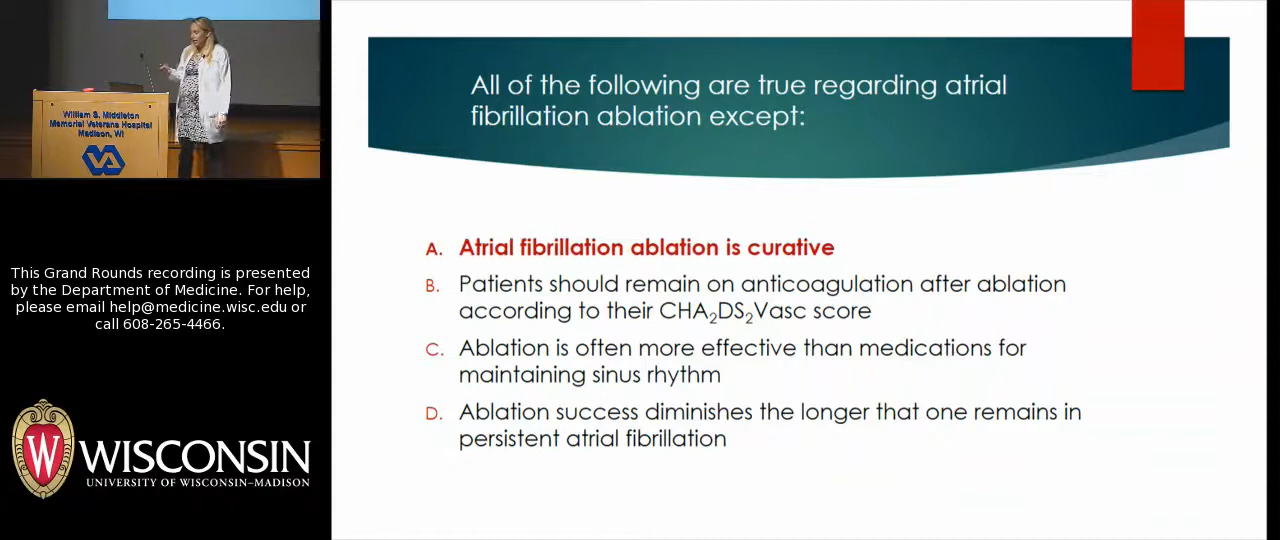 William S. Middleton
Memorial Veterans Hospital
Madison, WI
VA
This Grand Rounds recording is presented
by the Department of Medicine. For help,
please email help@medicine.wisc.edu or
call 608-265-4466.
W
WISCONSIN
UNIVERSITY OF WISCONSIN–MADISON
All of the following are true regarding atrial
fibrillation ablation except:
A. Atrial fibrillation ablation is curative
B. Patients should remain on anticoagulation after ablation
according to their CHA₂DS₂Vasc score
C. Ablation is often more effective than medications for
maintaining sinus rhythm
D. Ablation success diminishes the longer that one remains in
persistent atrial fibrillation